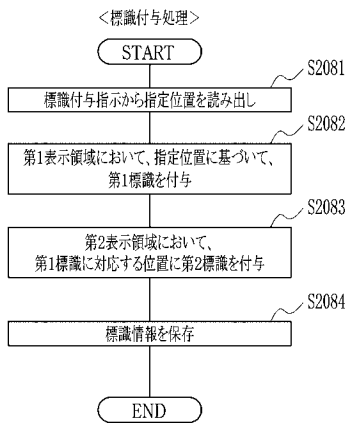 <標識付与処理>
START
S2081
標識付与指示から指定位置を読み出し
S2082
第1表示領域において、指定位置に基づいて、
第1標識を付与
S2083
第2表示領域において、
第1標識に対応する位置に第2標識を付与
S2084
標識情報を保存
END